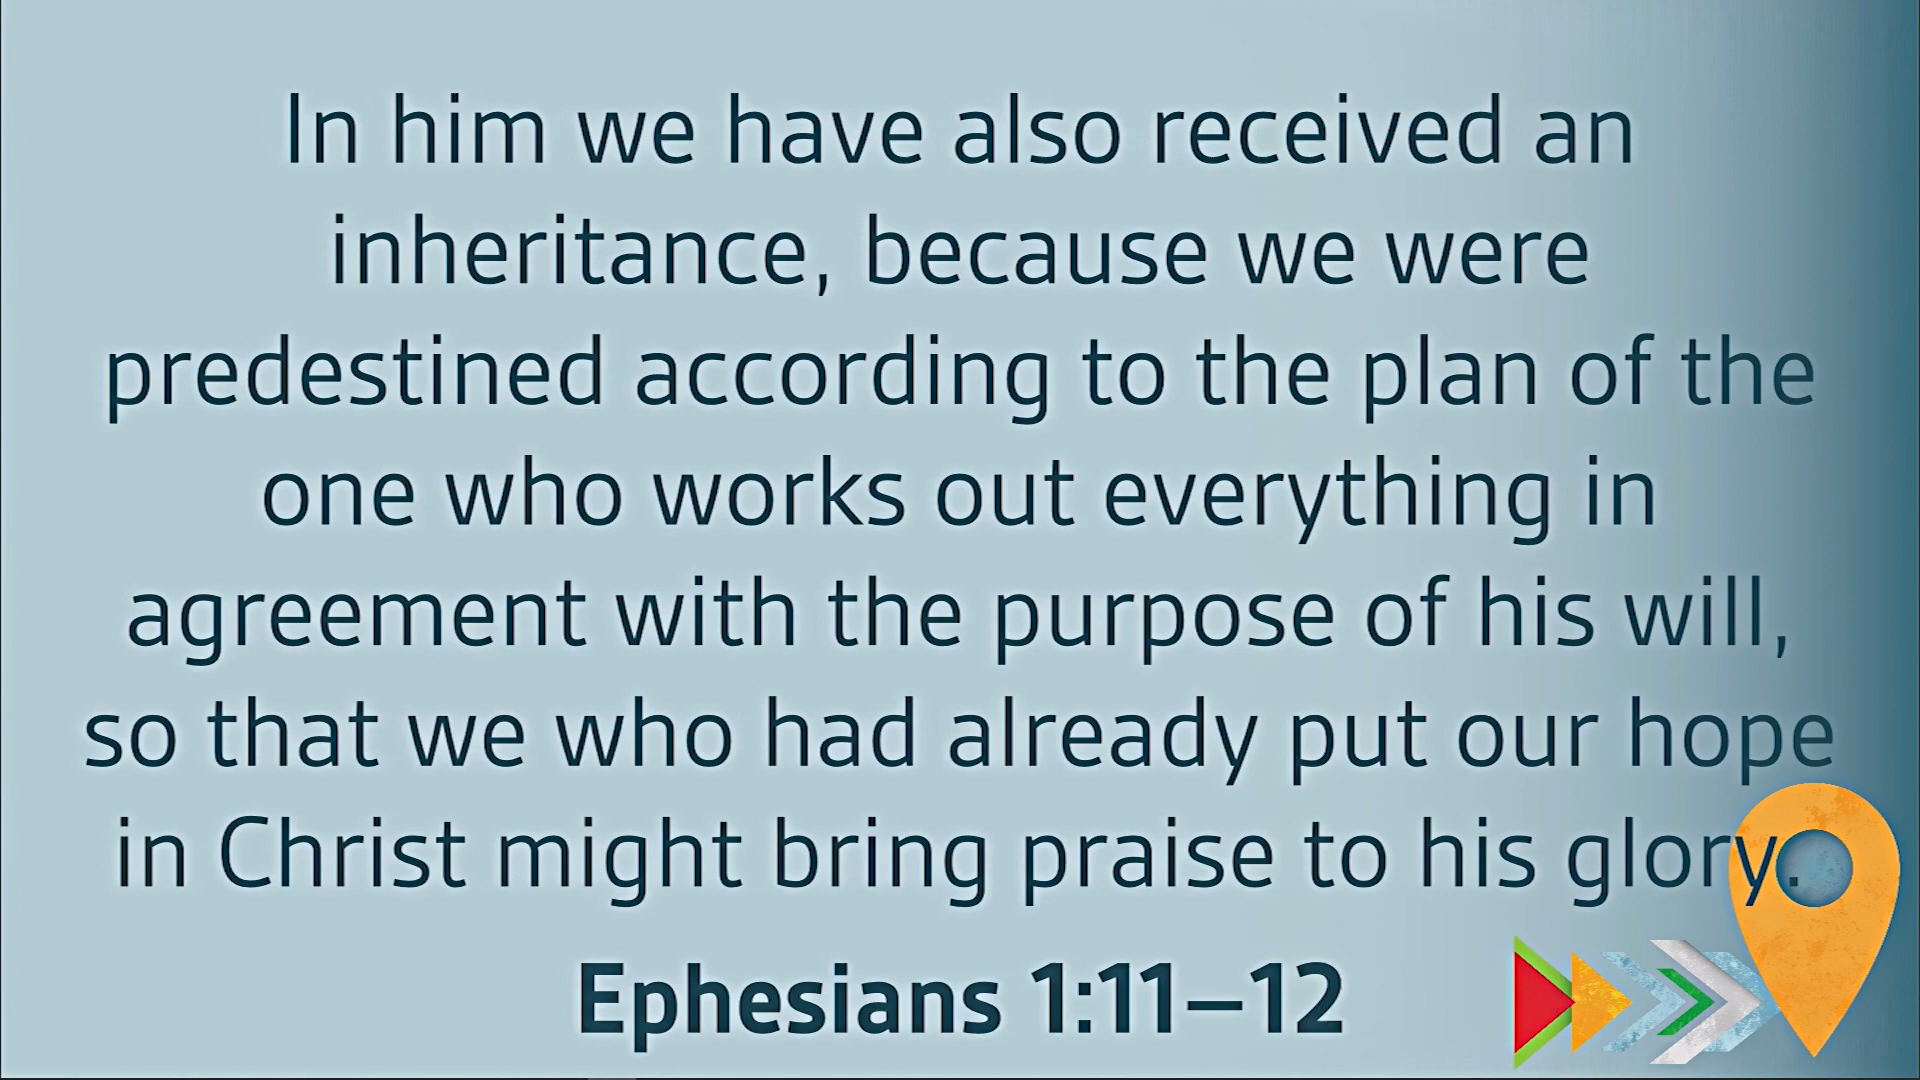 In him we have also received an
inheritance, because we were
predestined according to the plan of the
one who works out everything in
agreement with the purpose of his will,
so that we who had already put our hope
in Christ might bring praise to his glory.
Ephesians 1:11–12